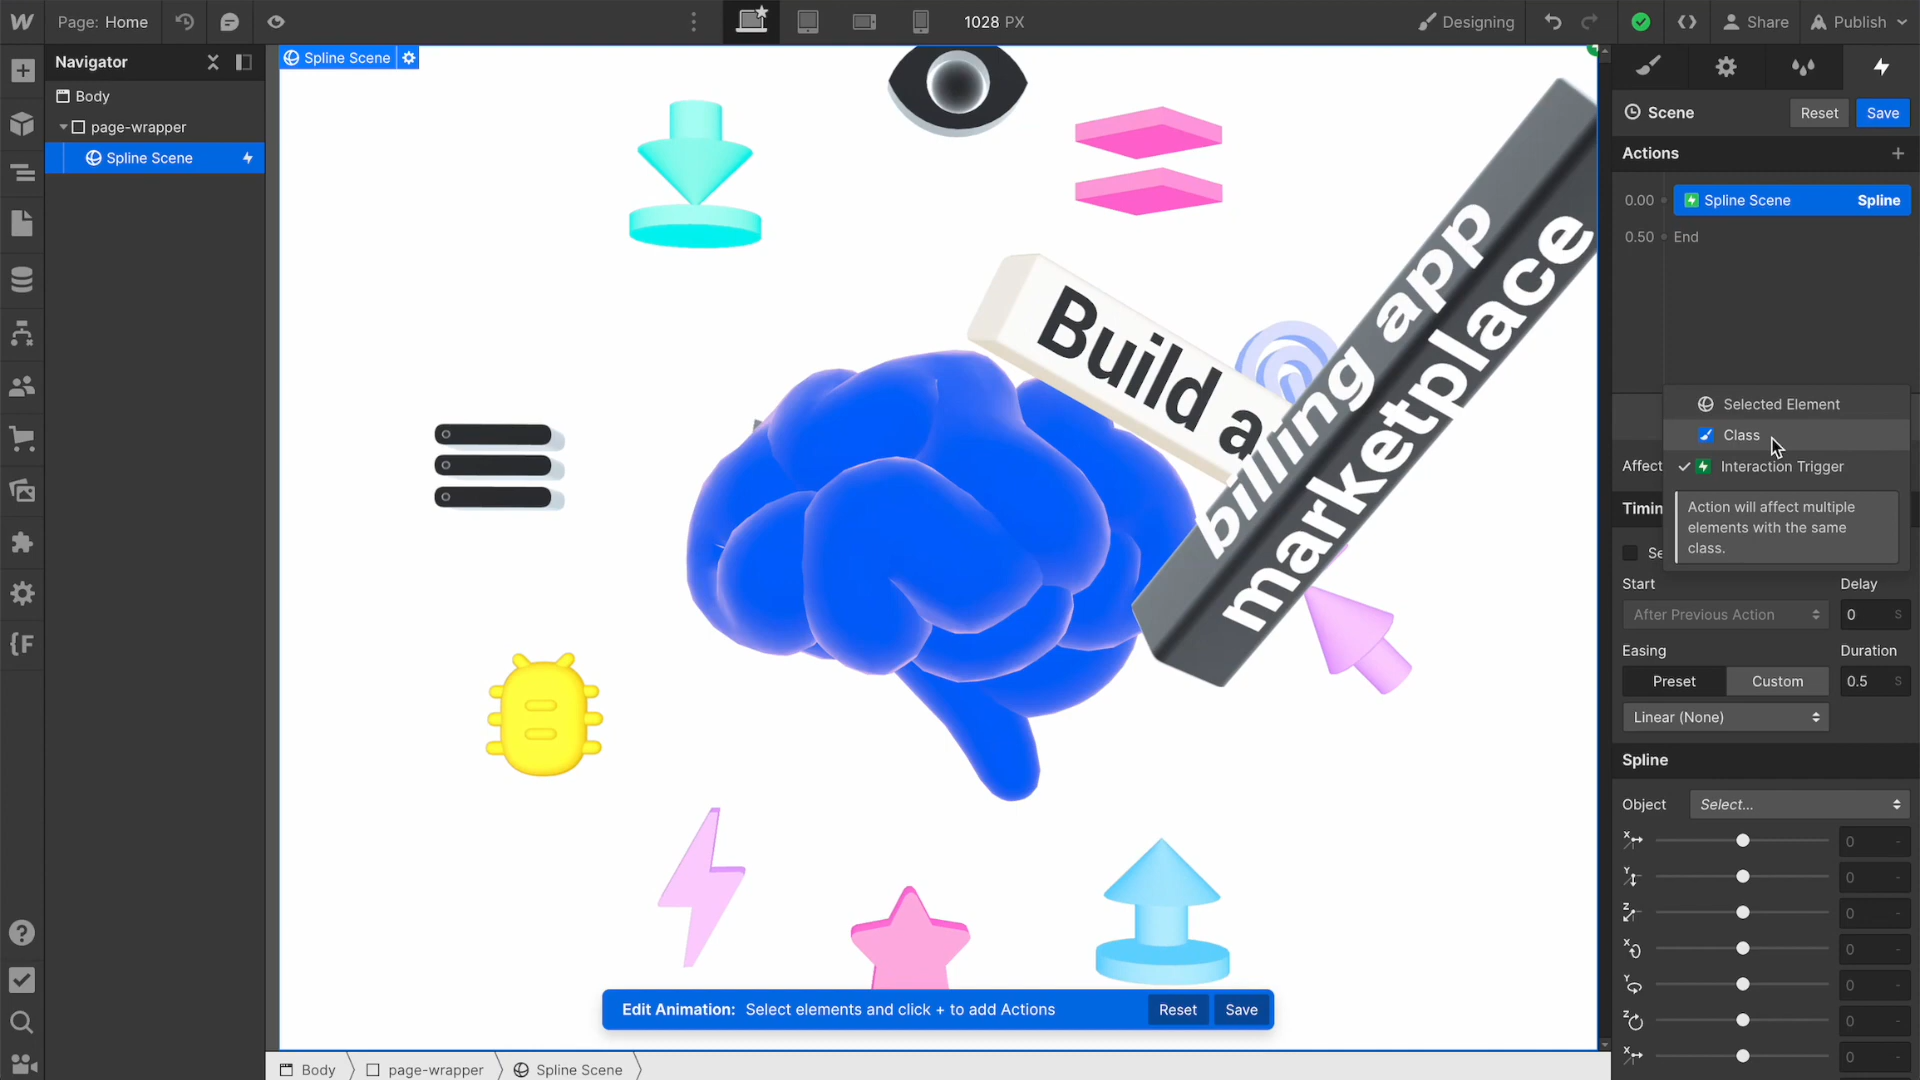 Page: Home
1028 PX
Designing
Share
Publish
Navigator
Body
page-wrapper
Spline Scene
Spline Scene
Build a
billing app
marketplace
Edit Animation: Select elements and click + to add Actions
Reset
Save
Body
page-wrapper
Spline Scene
Scene
Reset
Save
Actions
0.00
Spline Scene
Spline
0.50
End
Selected Element
Class
Affect
Interaction Trigger
Action will affect multiple
elements with the same
class.
Timin
Se
Start
Delay
After Previous Action
0
S
Easing
Duration
Preset
Custom
0.5
S
Linear (None)
Spline
Object
Select...
X
0
-
Y
0
-
Z
0
-
X
0
-
Y
0
-
Z
0
-
X
0
-